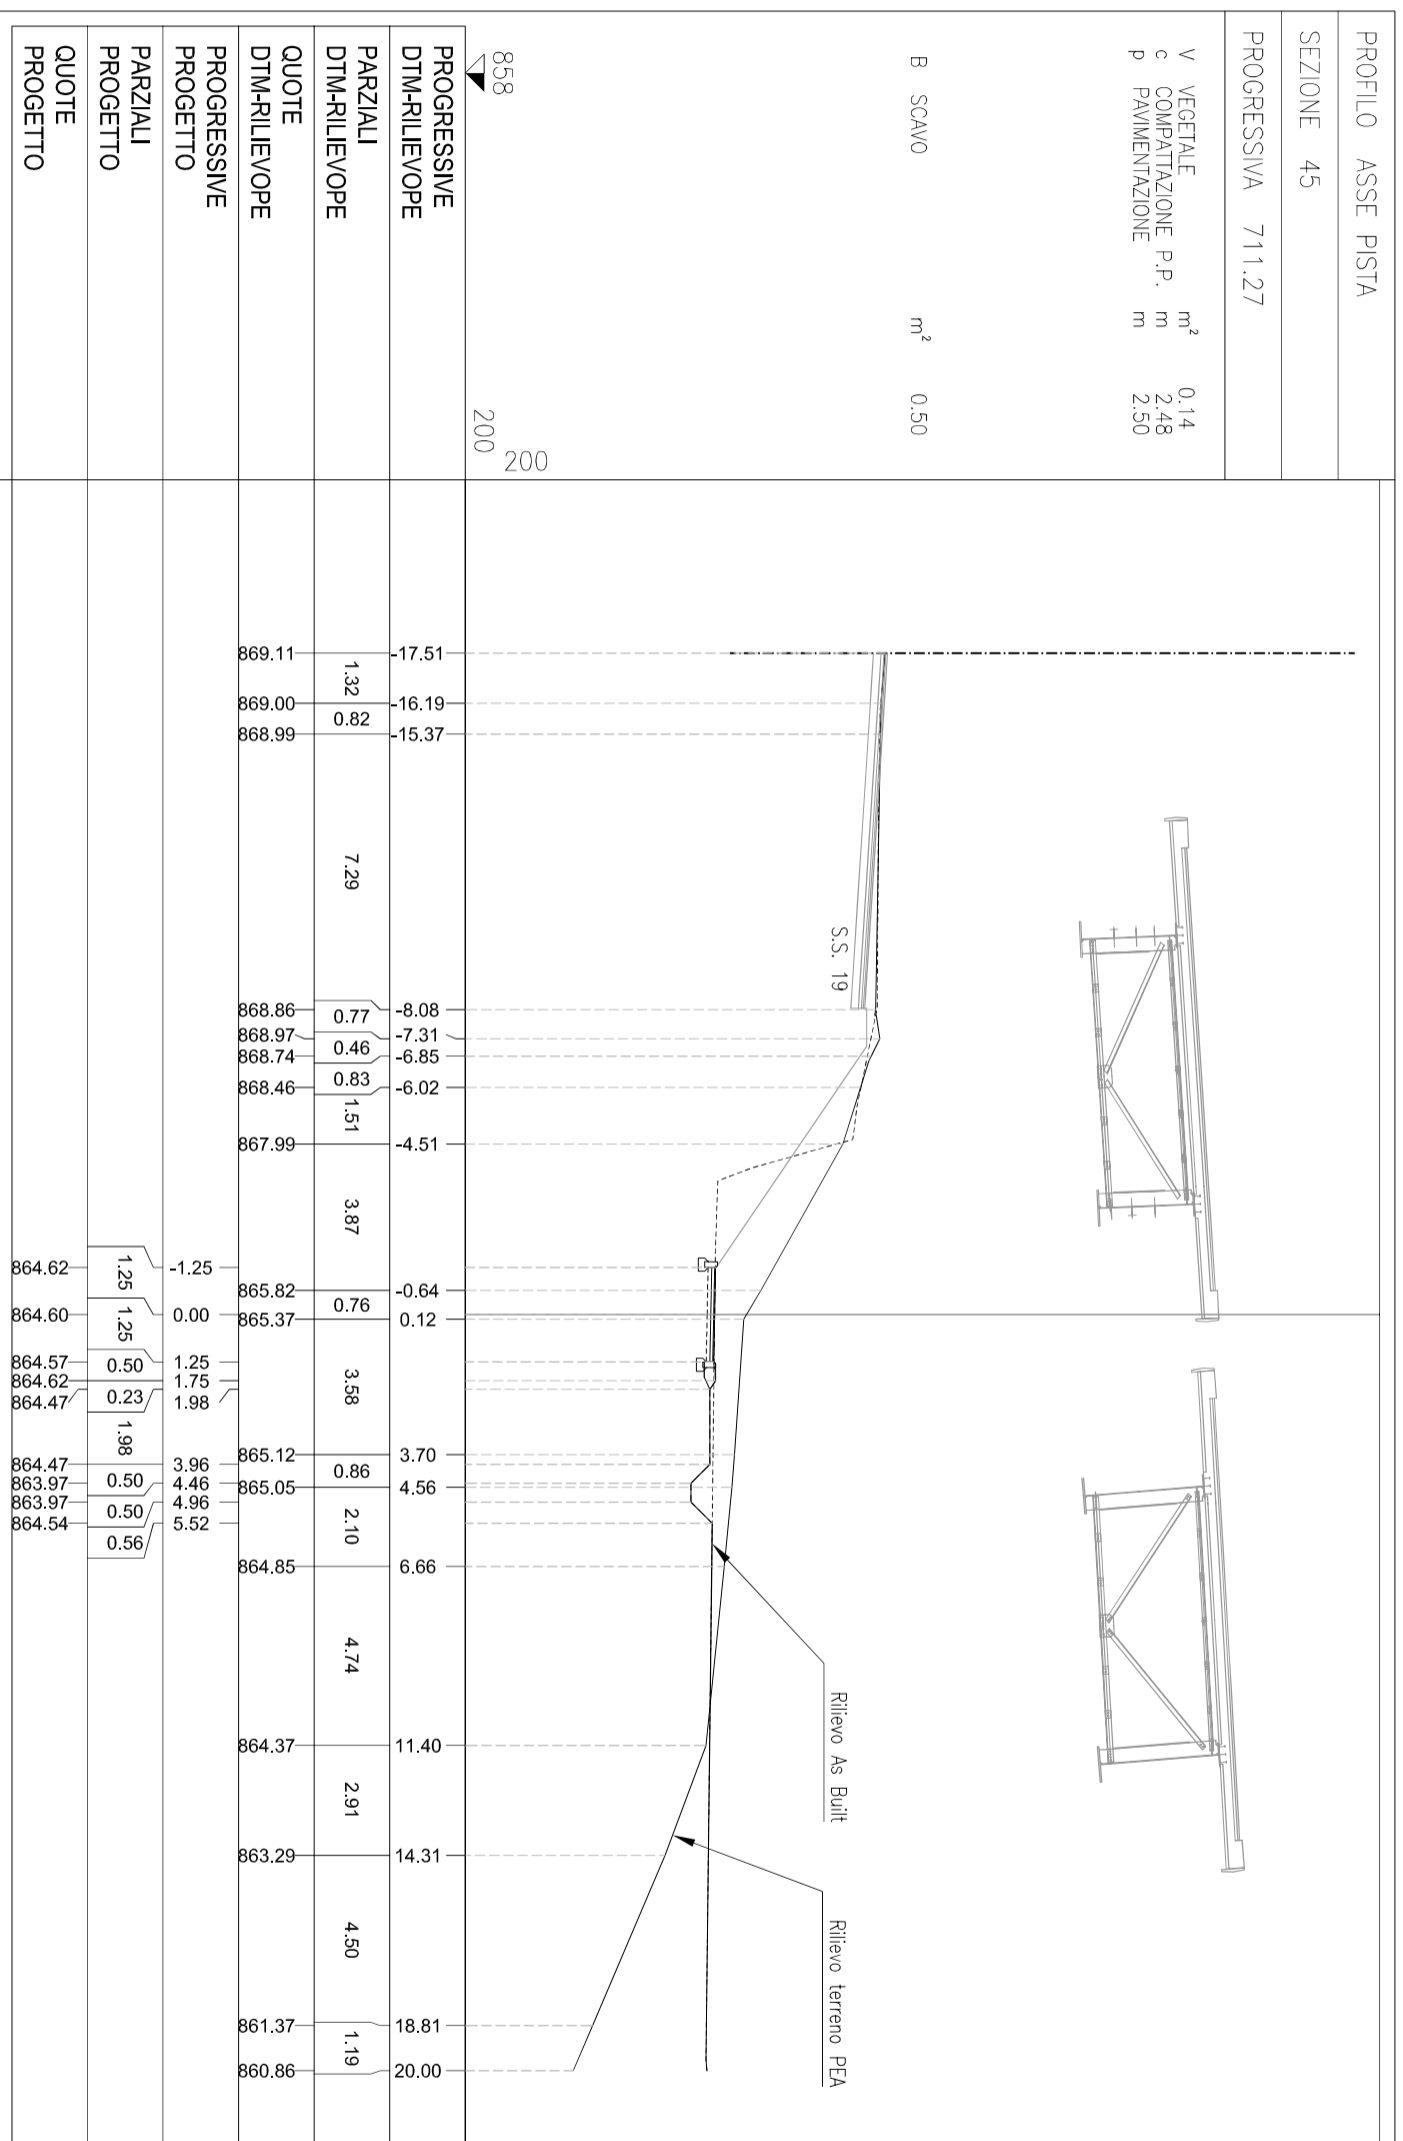 PROFILO ASSE PISTA
SEZIONE 45
PROGRESSIVA 711.27
V VEGETALE m² 0.14
c COMPATTAZIONE P.P. m 2.48
p PAVIMENTAZIONE m 2.50
B SCAVO m² 0.50
S.S. 19
Rilievo As Built
Rilievo terreno PEA
858
200
200
PROGRESSIVE
DTM-RILIEVOPE
-17.51 -16.19 -15.37 -8.08 -7.31 -6.85 -6.02 -4.51 -0.64 0.12 3.70 4.56 6.66 11.40 14.31 18.81 20.00
PARZIALI
DTM-RILIEVOPE
1.32 0.82 7.29 0.77 0.46 0.83 1.51 3.87 0.76 3.58 0.86 2.10 4.74 2.91 4.50 1.19
QUOTE
DTM-RILIEVOPE
869.11 869.00 868.99 868.86 868.97 868.74 868.46 867.99 865.82 865.37 865.12 865.05 864.85 864.37 863.29 861.37 860.86
PROGRESSIVE
PROGETTO
-1.25 0.00 1.25 1.75 1.98 3.96 4.46 4.96 5.52
PARZIALI
PROGETTO
1.25 1.25 0.50 0.23 1.98 0.50 0.50 0.56
QUOTE
PROGETTO
864.62 864.60 864.57 864.62 864.47 864.47 863.97 863.97 864.54